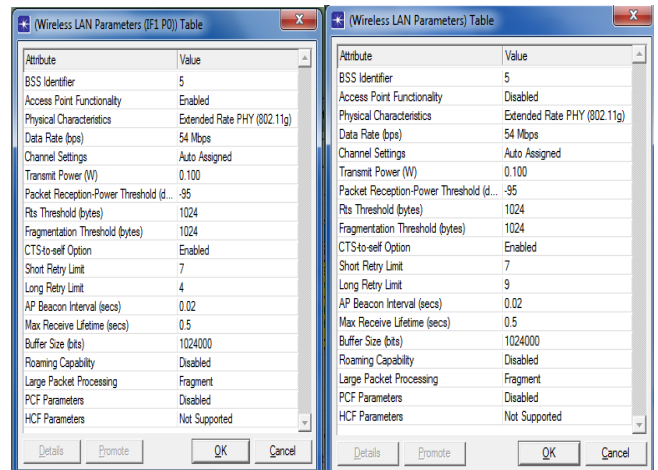 (Wireless LAN Parameters (IF1 P0)) Table
Attribute Value
BSS Identifier 5
Access Point Functionality Enabled
Physical Characteristics Extended Rate PHY (802.11g)
Data Rate (bps) 54 Mbps
Channel Settings Auto Assigned
Transmit Power (W) 0.100
Packet Reception-Power Threshold (d... -95
Rts Threshold (bytes) 1024
Fragmentation Threshold (bytes) 1024
CTS-to-self Option Enabled
Short Retry Limit 7
Long Retry Limit 4
AP Beacon Interval (secs) 0.02
Max Receive Lifetime (secs) 0.5
Buffer Size (bits) 1024000
Roaming Capability Disabled
Large Packet Processing Fragment
PCF Parameters Disabled
HCF Parameters Not Supported
Details Promote OK Cancel
(Wireless LAN Parameters) Table
Attribute Value
BSS Identifier 5
Access Point Functionality Disabled
Physical Characteristics Extended Rate PHY (802.11g)
Data Rate (bps) 54 Mbps
Channel Settings Auto Assigned
Transmit Power (W) 0.100
Packet Reception-Power Threshold (d... -95
Rts Threshold (bytes) 1024
Fragmentation Threshold (bytes) 1024
CTS-to-self Option Enabled
Short Retry Limit 7
Long Retry Limit 9
AP Beacon Interval (secs) 0.02
Max Receive Lifetime (secs) 0.5
Buffer Size (bits) 1024000
Roaming Capability Disabled
Large Packet Processing Fragment
PCF Parameters Disabled
HCF Parameters Not Supported
Details Promote OK Cancel